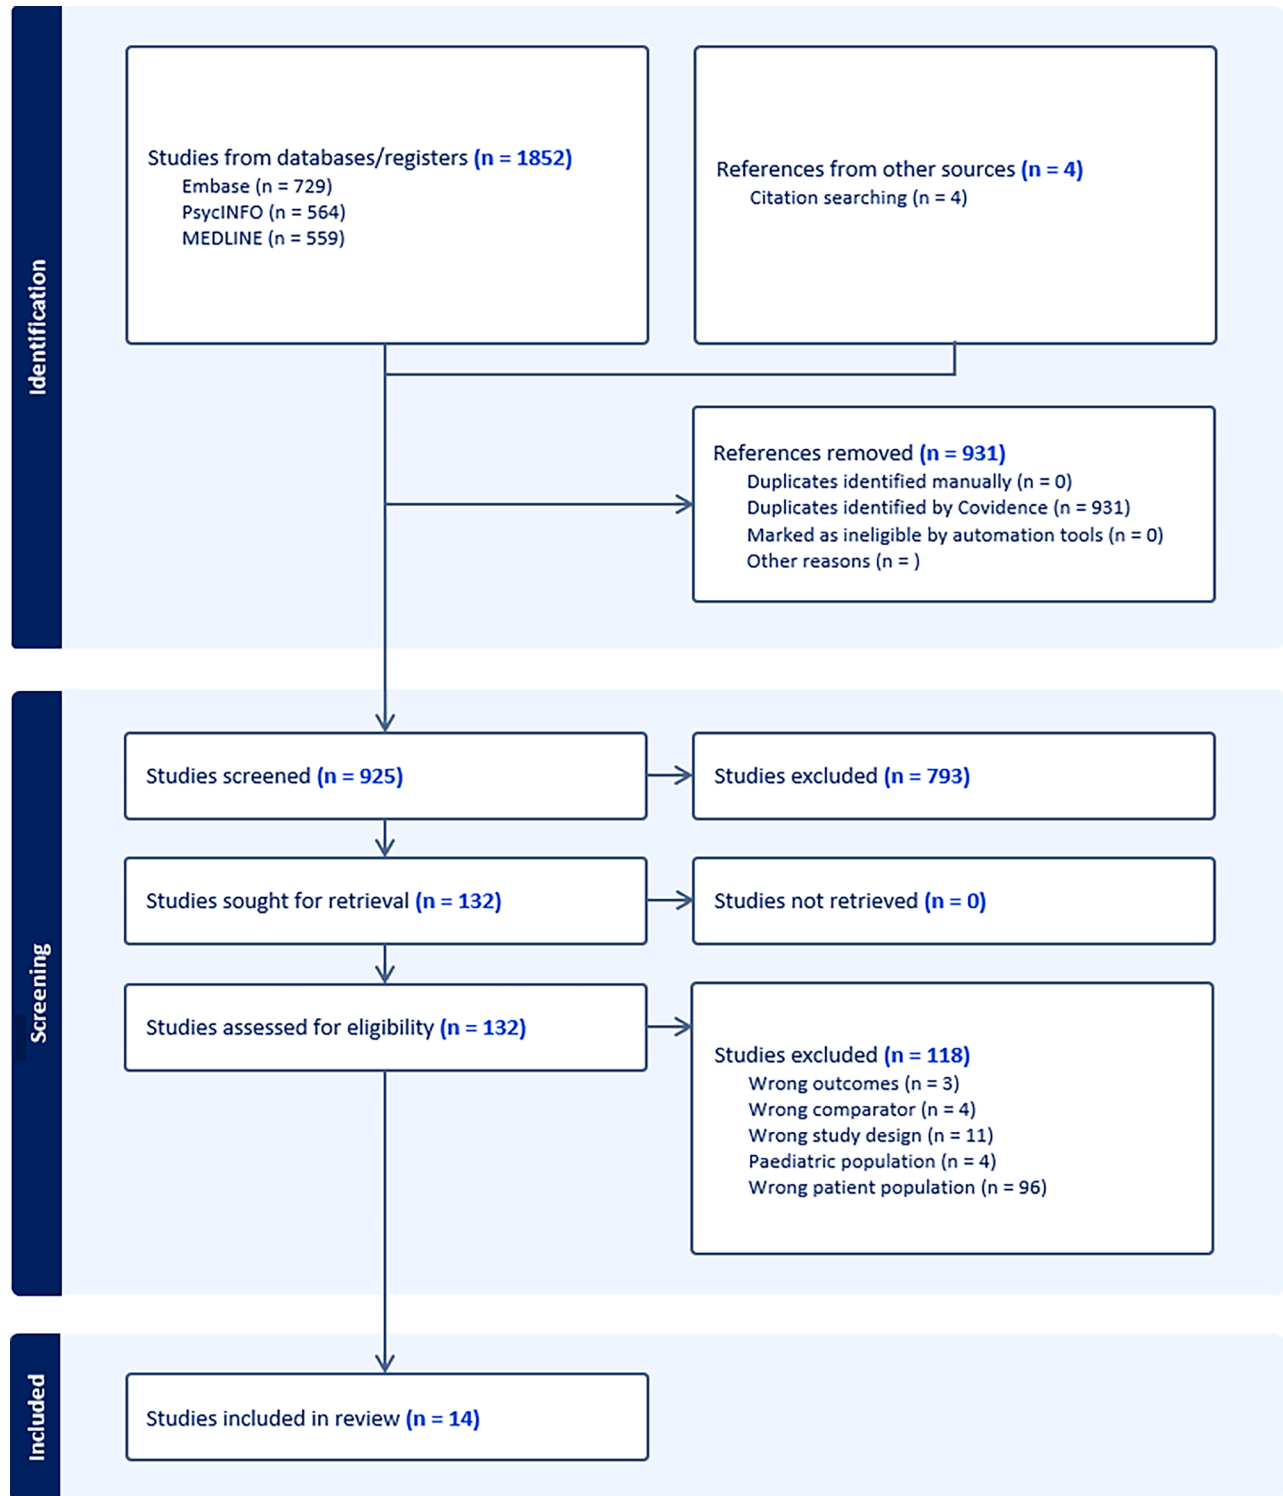 Identification
Studies from databases/registers (n = 1852)
Embase (n = 729)
PsycINFO (n = 564)
MEDLINE (n = 559)
References from other sources (n = 4)
Citation searching (n = 4)
References removed (n = 931)
Duplicates identified manually (n = 0)
Duplicates identified by Covidence (n = 931)
Marked as ineligible by automation tools (n = 0)
Other reasons (n = )
Screening
Studies screened (n = 925)
Studies excluded (n = 793)
Studies sought for retrieval (n = 132)
Studies not retrieved (n = 0)
Studies assessed for eligibility (n = 132)
Studies excluded (n = 118)
Wrong outcomes (n = 3)
Wrong comparator (n = 4)
Wrong study design (n = 11)
Paediatric population (n = 4)
Wrong patient population (n = 96)
Included
Studies included in review (n = 14)